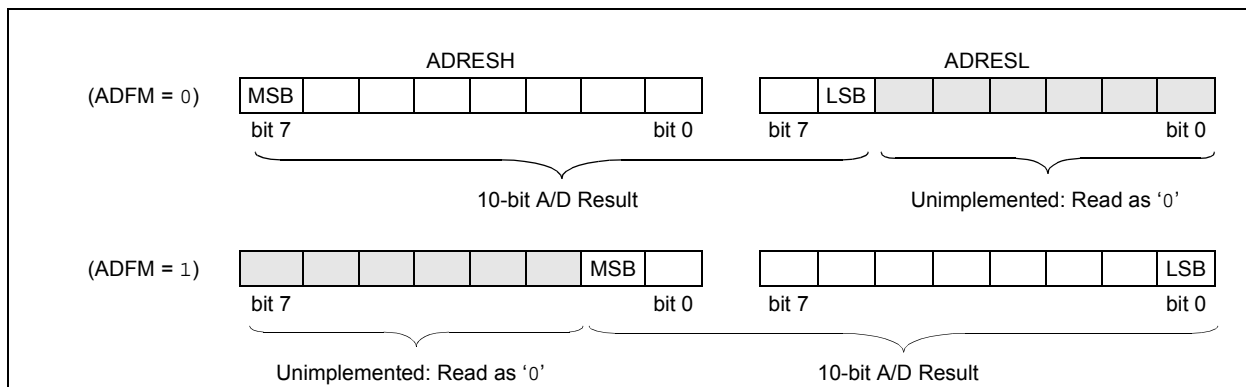 ADRESH ADRESL
(ADFM = 0) MSB LSB
bit 7 bit 0 bit 7 bit 0
10-bit A/D Result Unimplemented: Read as ‘0’
(ADFM = 1) MSB LSB
bit 7 bit 0 bit 7 bit 0
Unimplemented: Read as ‘0’ 10-bit A/D Result